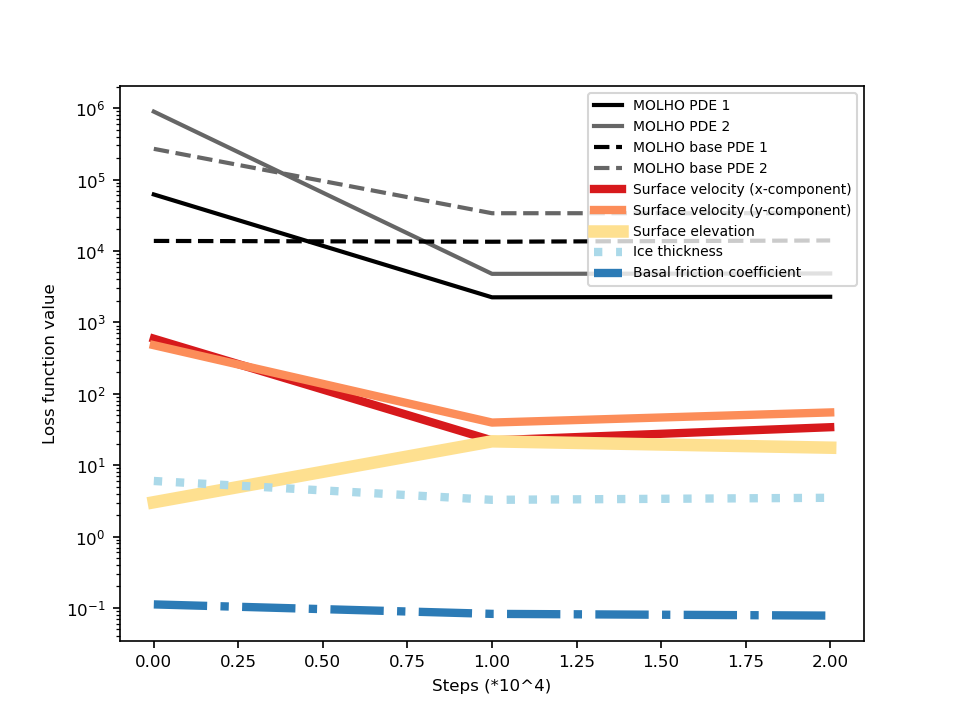 Loss function value
10^6
10^5
10^4
10^3
10^2
10^1
10^0
10^−1
MOLHO PDE 1
MOLHO PDE 2
MOLHO base PDE 1
MOLHO base PDE 2
Surface velocity (x-component)
Surface velocity (y-component)
Surface elevation
Ice thickness
Basal friction coefficient
0.00 0.25 0.50 0.75 1.00 1.25 1.50 1.75 2.00
Steps (*10^4)